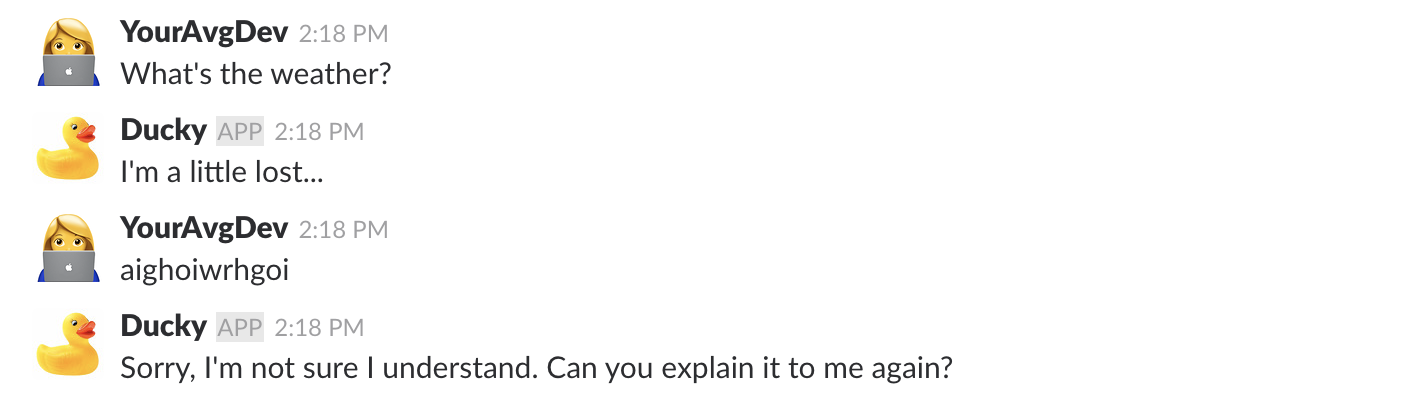 YourAvgDev 2:18 PM
What's the weather?
Ducky APP 2:18 PM
I'm a little lost...
YourAvgDev 2:18 PM
aighoiwrhgoi
Ducky APP 2:18 PM
Sorry, I'm not sure I understand. Can you explain it to me again?